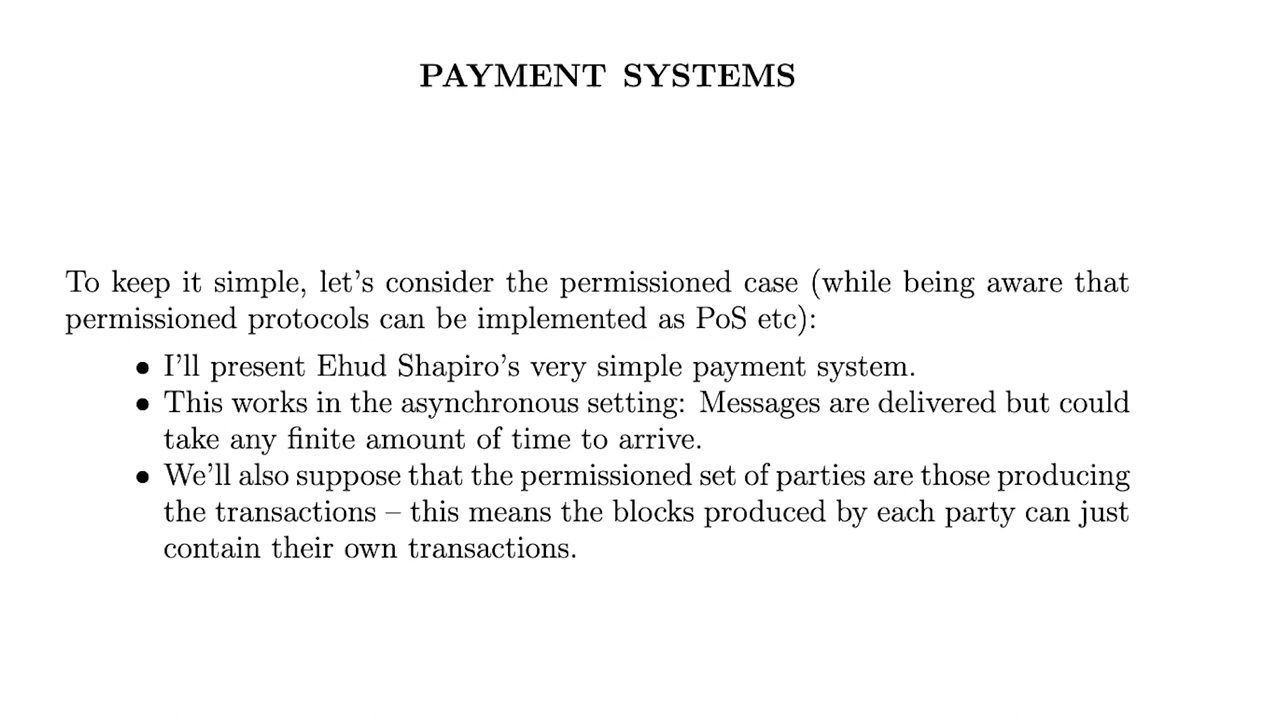 PAYMENT SYSTEMS
To keep it simple, let's consider the permissioned case (while being aware that
permissioned protocols can be implemented as PoS etc):
• I'll present Ehud Shapiro's very simple payment system.
• This works in the asynchronous setting: Messages are delivered but could
take any finite amount of time to arrive.
• We'll also suppose that the permissioned set of parties are those producing
the transactions – this means the blocks produced by each party can just
contain their own transactions.